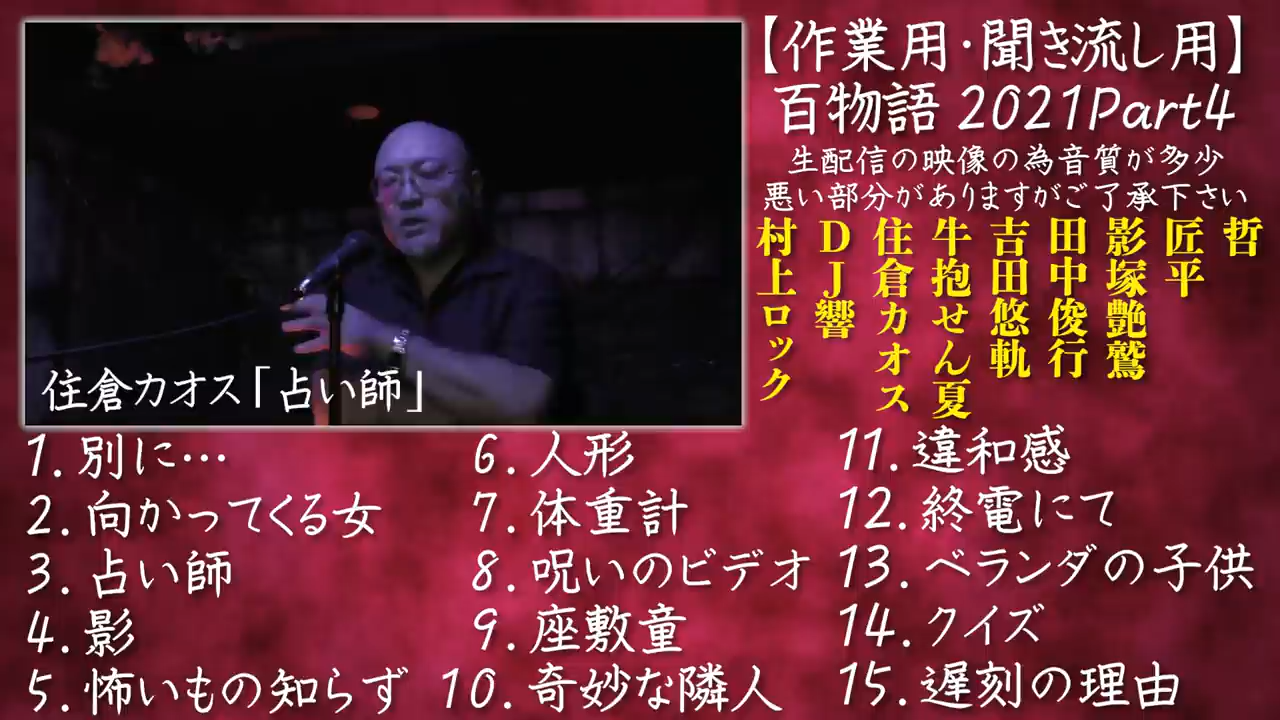 【作業用・聞き流し用】
百物語 2021Part4
生配信の映像の為音質が多少
悪い部分がありますがご了承下さい
哲
匠平
影塚艶鷲
田中俊行
吉田悠軌
牛抱せん夏
住倉カオス
DJ響
村上ロック
住倉カオス「占い師」
1. 別に…
2. 向かってくる女
3. 占い師
4. 影
5. 怖いもの知らず
6. 人形
7. 体重計
8. 呪いのビデオ
9. 座敷童
10. 奇妙な隣人
11. 違和感
12. 終電にて
13. ベランダの子供
14. クイズ
15. 遅刻の理由